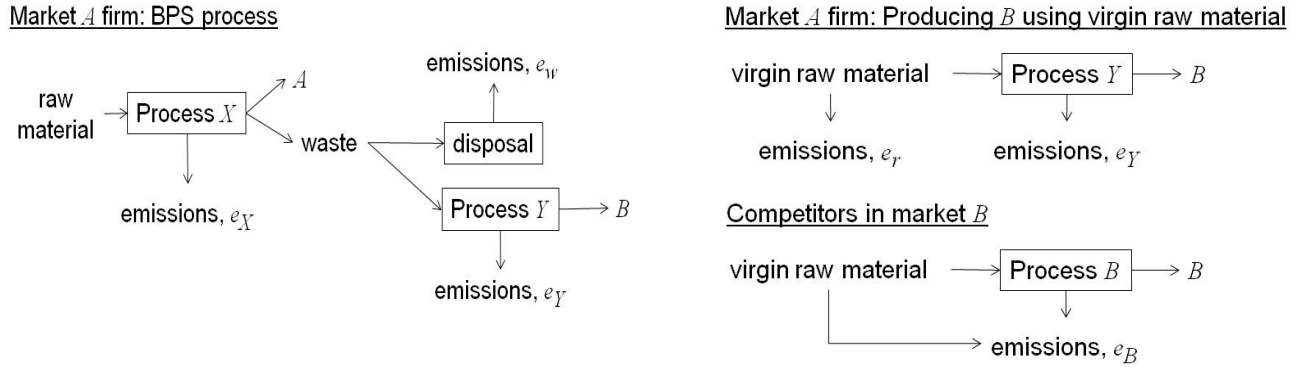 Market A firm: BPS process
raw
material
Process X
A
waste
emissions, e_X
emissions, e_w
disposal
Process Y
B
emissions, e_Y
Market A firm: Producing B using virgin raw material
virgin raw material
Process Y
B
emissions, e_r
emissions, e_Y
Competitors in market B
virgin raw material
Process B
B
emissions, e_B